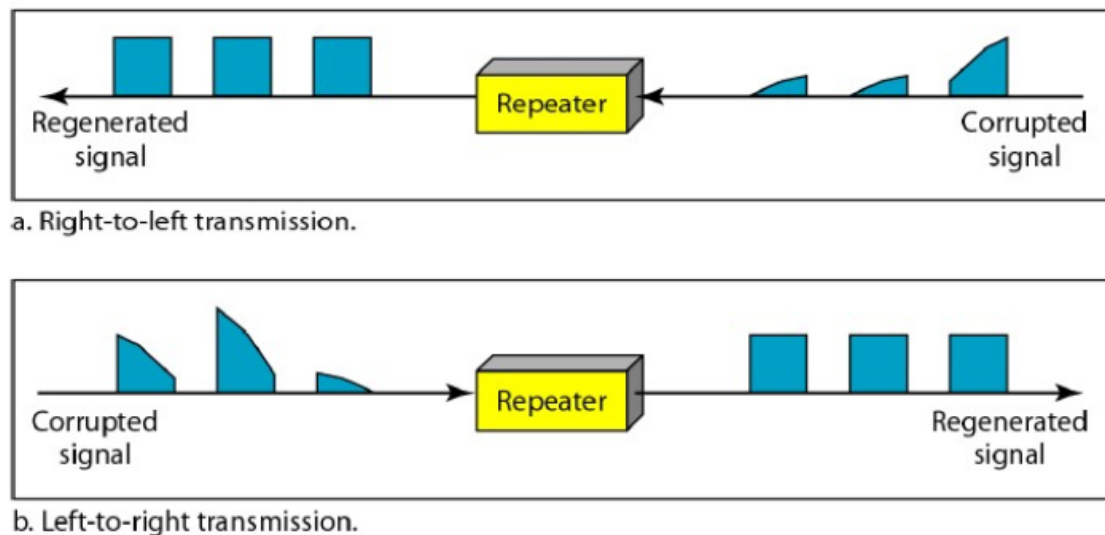 Repeater
Regenerated
signal
Corrupted
signal
a. Right-to-left transmission.
Repeater
Corrupted
signal
Regenerated
signal
b. Left-to-right transmission.